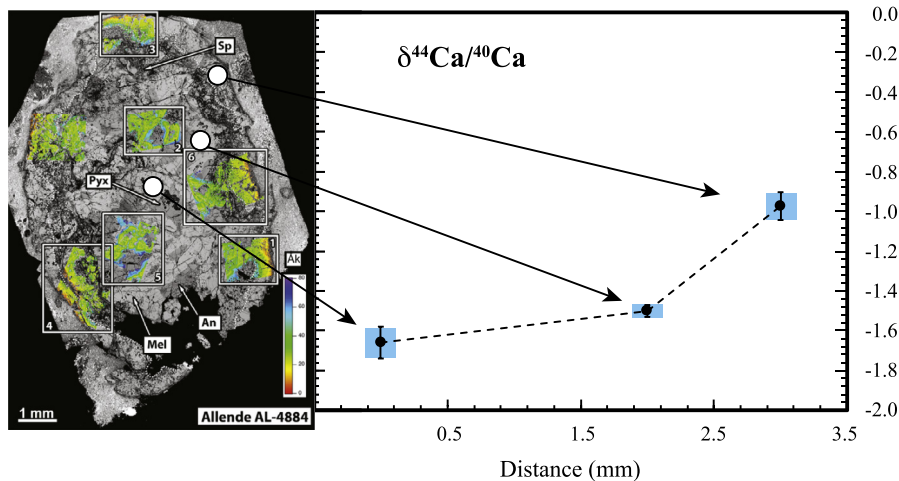 3
Sp
2
6
Pyx
1
Åk
80
60
40
20
0
5
4
An
Mel
1 mm
Allende AL-4884
δ⁴⁴Ca/⁴⁰Ca
0.0
-0.2
-0.4
-0.6
-0.8
-1.0
-1.2
-1.4
-1.6
-1.8
-2.0
0.5 1.5 2.5 3.5
Distance (mm)